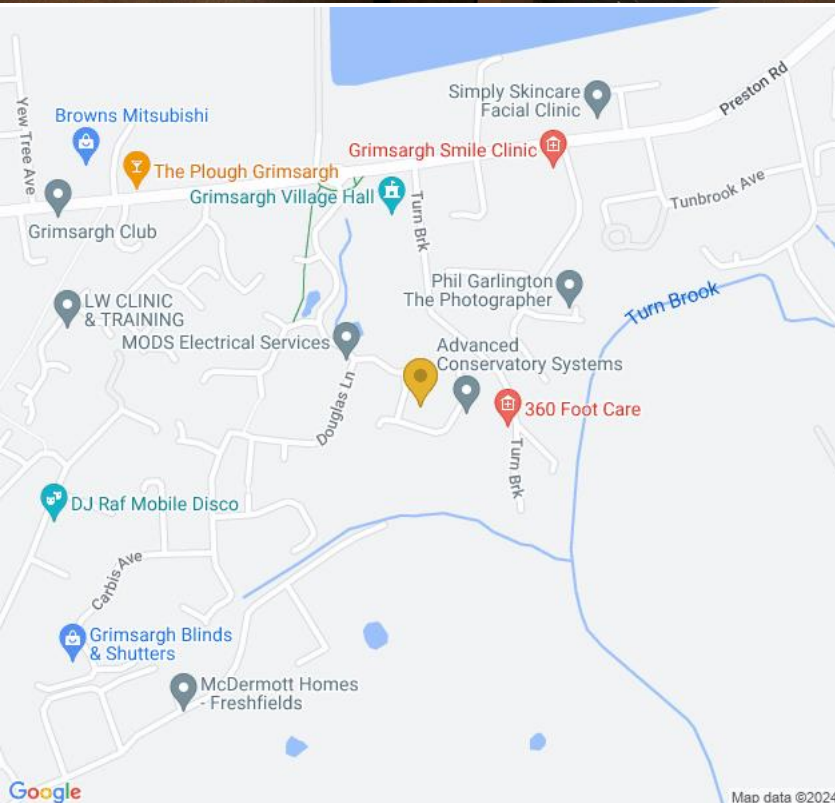 Simply Skincare
Facial Clinic
Preston Rd
Yew Tree Ave
Browns Mitsubishi
Grimsargh Smile Clinic
The Plough Grimsargh
Grimsargh Village Hall
Tunbrook Ave
Grimsargh Club
Turn Brk
Phil Garlington
The Photographer
Turn Brook
LW CLINIC
& TRAINING
MODS Electrical Services
Advanced
Conservatory Systems
Douglas Ln
360 Foot Care
Turn Brk
DJ Raf Mobile Disco
Carbis Ave
Grimsargh Blinds
& Shutters
McDermott Homes
- Freshfields
Google
Map data ©2024